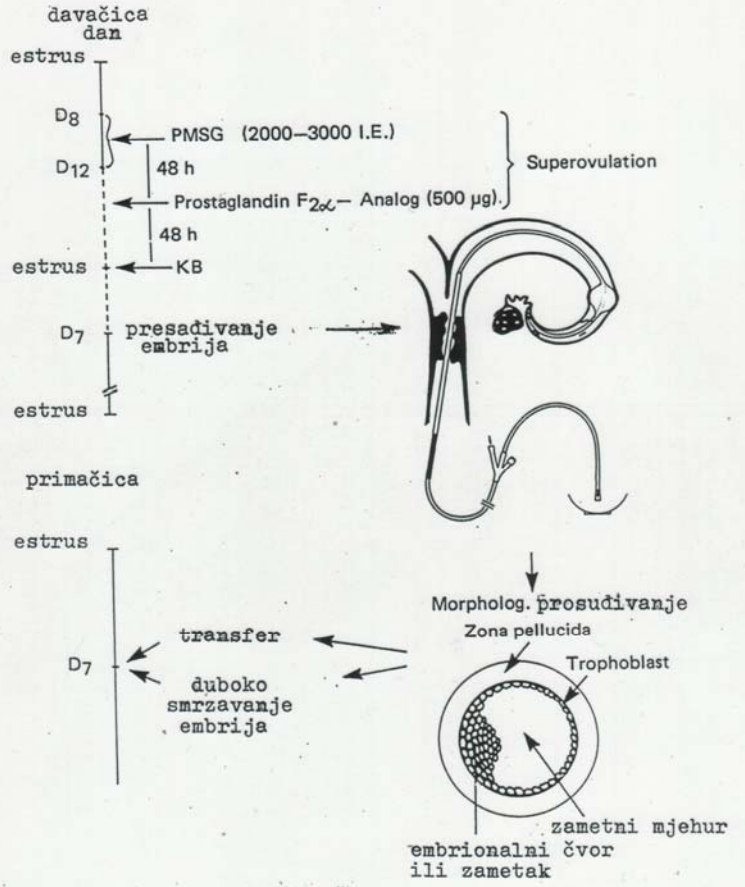 davačica
dan
estrus
D8
PMSG (2000–3000 I.E.)
D12
48 h
Superovulation
Prostaglandin F2α – Analog (500 µg).
48 h
estrus
KB
D7
presađivanje
embrija
estrus
primačica
estrus
Morpholog. prosuđivanje
Zona pellucida
Trophoblast
transfer
D7
duboko
smrzavanje
embrija
zametni mjehur
embrionalni čvor
ili zametak